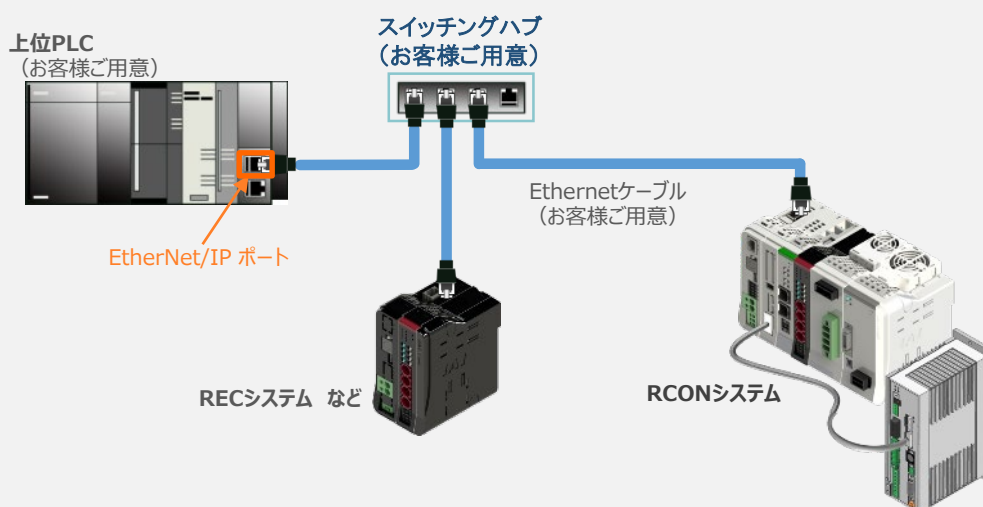 スイッチングハブ
（お客様ご用意）
上位PLC
（お客様ご用意）
Ethernetケーブル
（お客様ご用意）
EtherNet/IP ポート
RECシステム など
RCONシステム